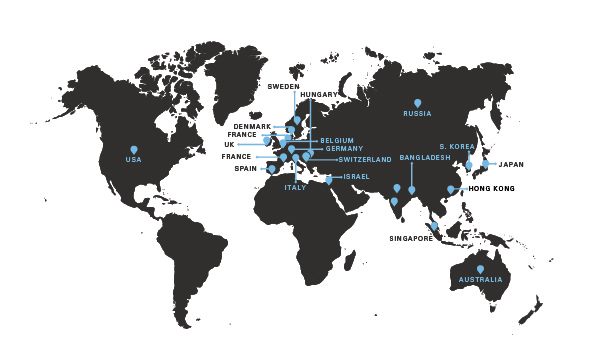 SWEDEN
HUNGARY
RUSSIA
DENMARK
FRANCE
BELGIUM
UK
S. KOREA
GERMANY
USA
FRANCE
SWITZERLAND
BANGLADESH
JAPAN
SPAIN
ISRAEL
ITALY
HONG KONG
SINGAPORE
AUSTRALIA